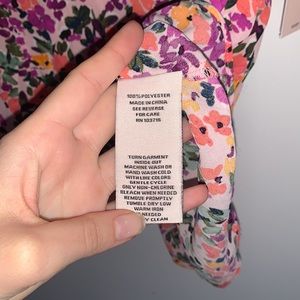 100% POLYESTER
MADE IN CHINA
SEE REVERSE
FOR CARE
RN 103716
TURN GARMENT
INSIDE OUT
MACHINE WASH OR
HAND WASH COLD
WITH LIKE COLORS
GENTLE CYCLE
ONLY NON-CHLORINE
BLEACH WHEN NEEDED
REMOVE PROMPTLY
TUMBLE DRY LOW
WARM IRON
NEEDED
CLEAN